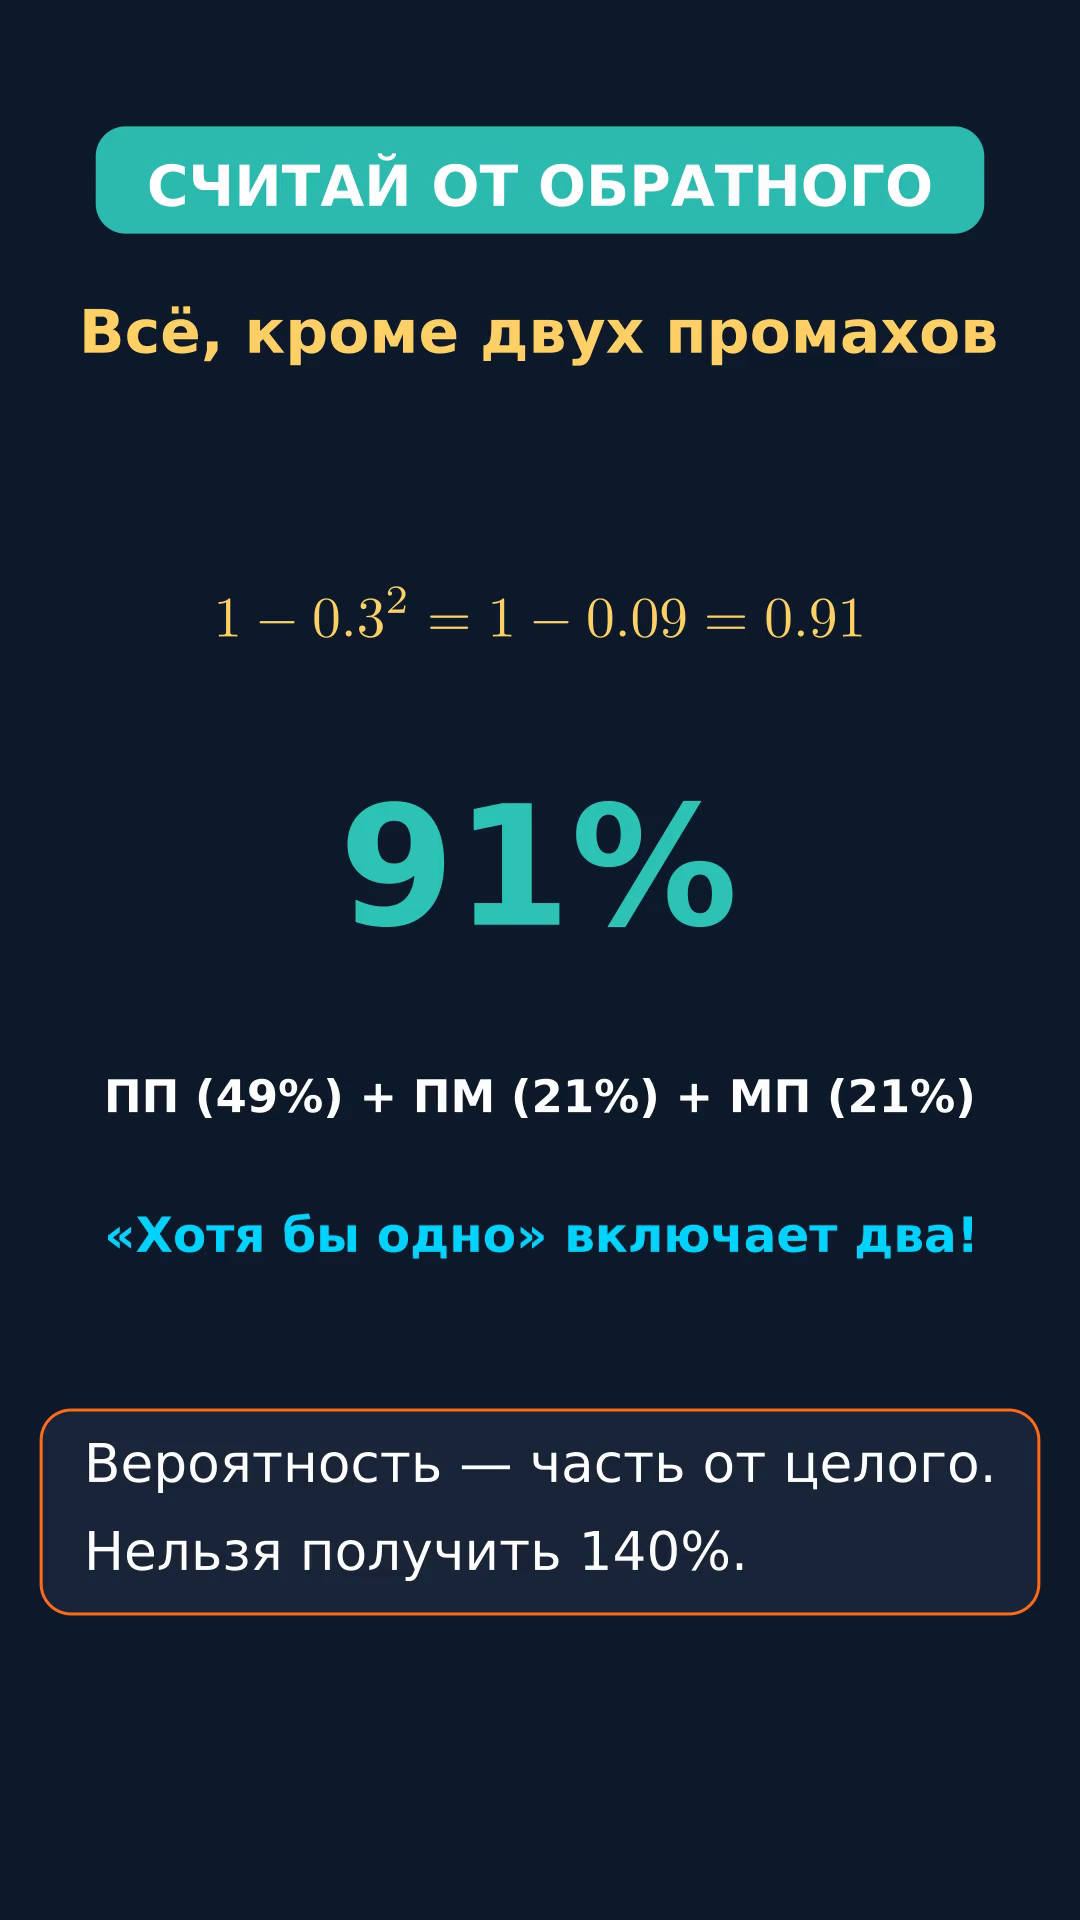 СЧИТАЙ ОТ ОБРАТНОГО
Всё, кроме двух промахов
1 − 0.3² = 1 − 0.09 = 0.91
91%
ПП (49%) + ПМ (21%) + МП (21%)
«Хотя бы одно» включает два!
Вероятность — часть от целого.
Нельзя получить 140%.